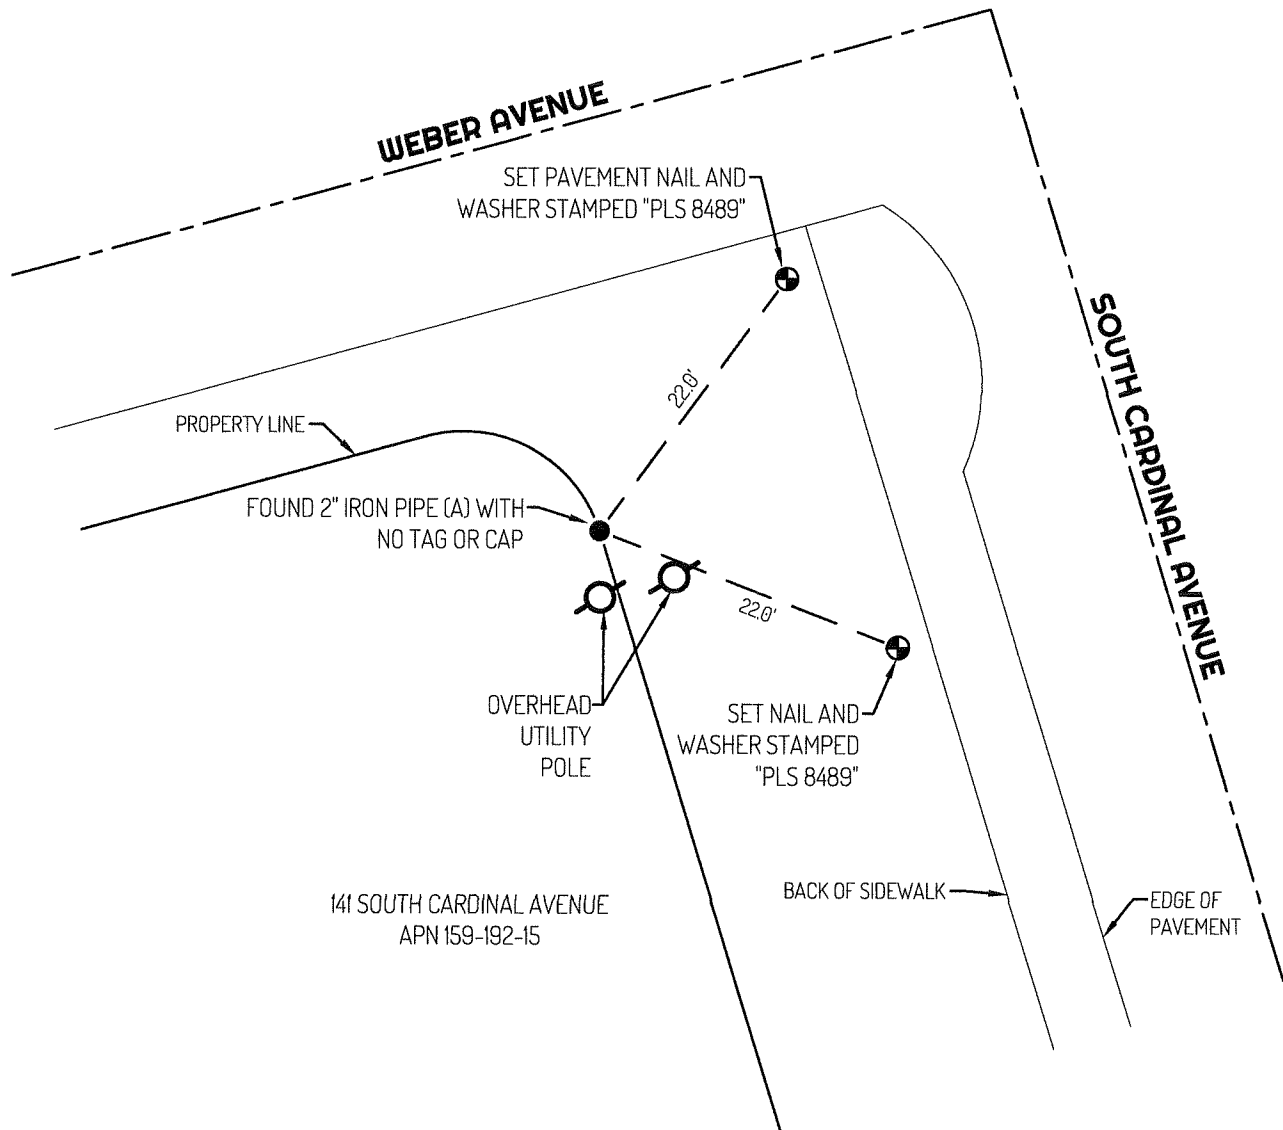 WEBER AVENUE
SET PAVEMENT NAIL AND
WASHER STAMPED "PLS 8489"
SOUTH CARDINAL AVENUE
22.0'
PROPERTY LINE
FOUND 2" IRON PIPE (A) WITH
NO TAG OR CAP
22.0'
OVERHEAD
UTILITY
POLE
SET NAIL AND
WASHER STAMPED
"PLS 8489"
141 SOUTH CARDINAL AVENUE
APN 159-192-15
BACK OF SIDEWALK
EDGE OF
PAVEMENT